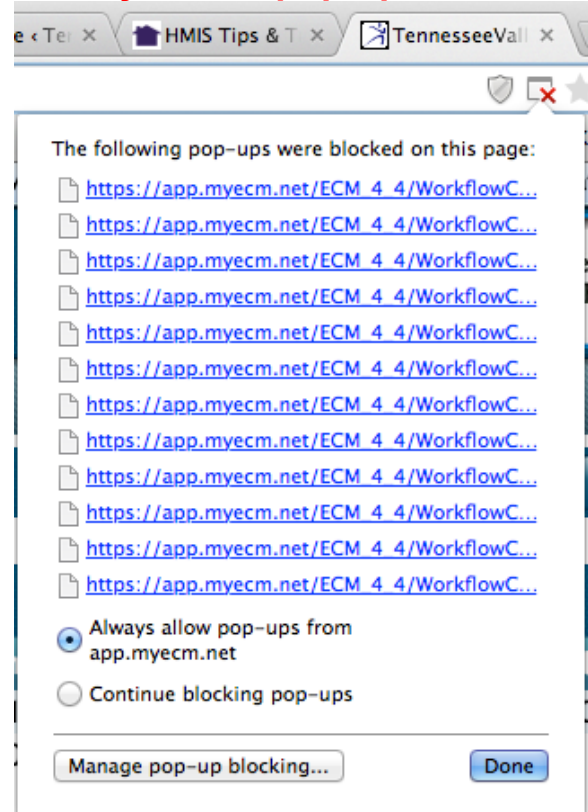 e ‹ Te HMIS Tips & T TennesseeVall
The following pop-ups were blocked on this page:
https://app.myecm.net/ECM_4_4/WorkflowC...
https://app.myecm.net/ECM_4_4/WorkflowC...
https://app.myecm.net/ECM_4_4/WorkflowC...
https://app.myecm.net/ECM_4_4/WorkflowC...
https://app.myecm.net/ECM_4_4/WorkflowC...
https://app.myecm.net/ECM_4_4/WorkflowC...
https://app.myecm.net/ECM_4_4/WorkflowC...
https://app.myecm.net/ECM_4_4/WorkflowC...
https://app.myecm.net/ECM_4_4/WorkflowC...
https://app.myecm.net/ECM_4_4/WorkflowC...
https://app.myecm.net/ECM_4_4/WorkflowC...
https://app.myecm.net/ECM_4_4/WorkflowC...
Always allow pop-ups from
app.myecm.net
Continue blocking pop-ups
Manage pop-up blocking... Done